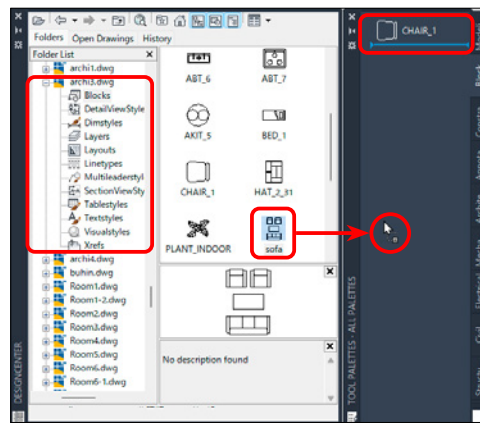 Folders Open Drawings History
Folder List
archi1.dwg
archi3.dwg
Blocks
DetailViewStyle
Dimstyles
Layers
Layouts
Linetypes
Multileaderstyl
SectionViewSty
Tablestyles
Textstyles
Visualstyles
Xrefs
archi4.dwg
buhin.dwg
Room1.dwg
Room1-2.dwg
Room2.dwg
Room3.dwg
Room4.dwg
Room5.dwg
Room6.dwg
Room6-1.dwg
ABT_6
ABT_7
AKIT_5
BED_1
CHAIR_1
HAT_2_31
PLANT_INDOOR
sofa
No description found
DESIGNCENTER
TOOL PALETTES - ALL PALETTES
CHAIR_1